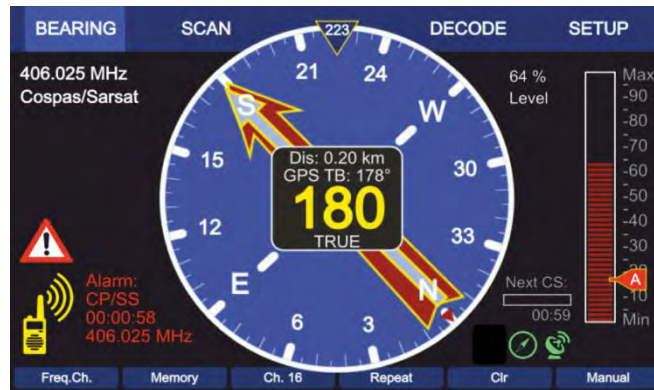 BEARING SCAN DECODE SETUP
223
406.025 MHz
Cospas/Sarsat
64 %
Level
Max
-90
-80
-70
-60
-50
-40
-30
A
-10
Min
21
24
S
W
15
30
12
33
E
N
6
3
Dis: 0.20 km
GPS TB: 178°
180
TRUE
Alarm:
CP/SS
00:00:58
406.025 MHz
Next CS:
00:59
Freq.Ch. Memory Ch. 16 Repeat Clr Manual